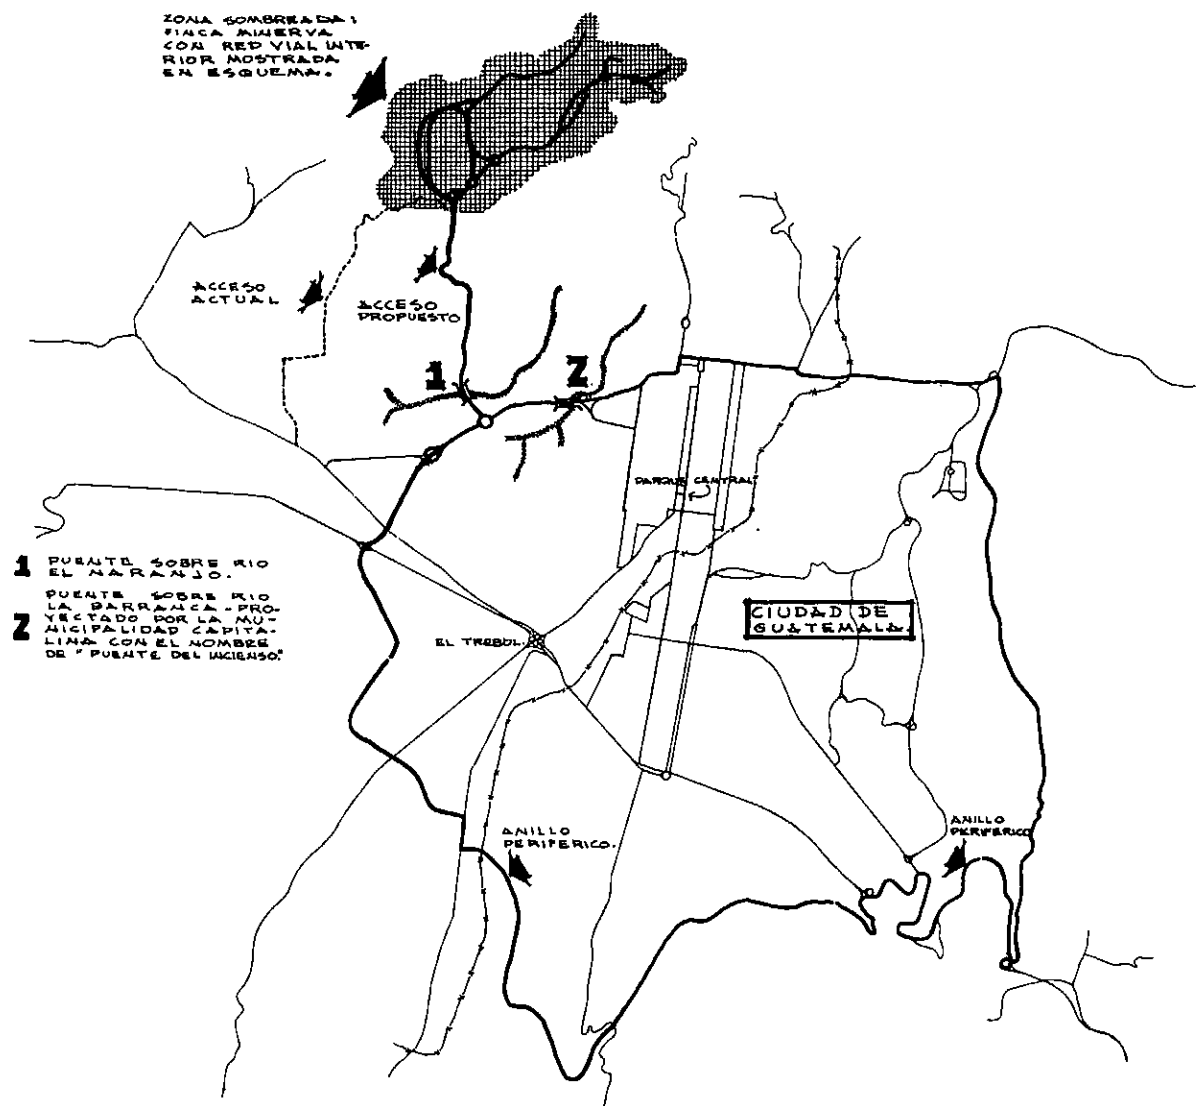 ZONA SOMBREADA:
FINCA MINERVA
CON RED VIAL INTE-
RIOR MOSTRADA
EN ESQUEMA.
ACCESO
ACTUAL
ACCESO
PROPUESTO
1
2
PARQUE CENTRAL
1 PUENTE SOBRE RIO
EL NARANJO.
2 PUENTE SOBRE RIO
LA BARRANCA - PRO-
YECTADO POR LA MU-
NICIPALIDAD CAPITA-
LINA CON EL NOMBRE
DE "PUENTE DEL INCIENSO."
CIUDAD DE
GUATEMALA.
EL TREBOL.
ANILLO
PERIFERICO.
ANILLO
PERIFERICO